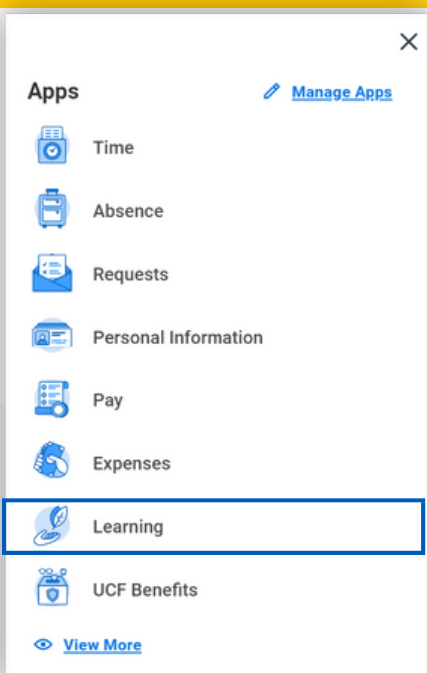 Apps
Manage Apps
Time
Absence
Requests
Personal Information
Pay
Expenses
Learning
UCF Benefits
View More